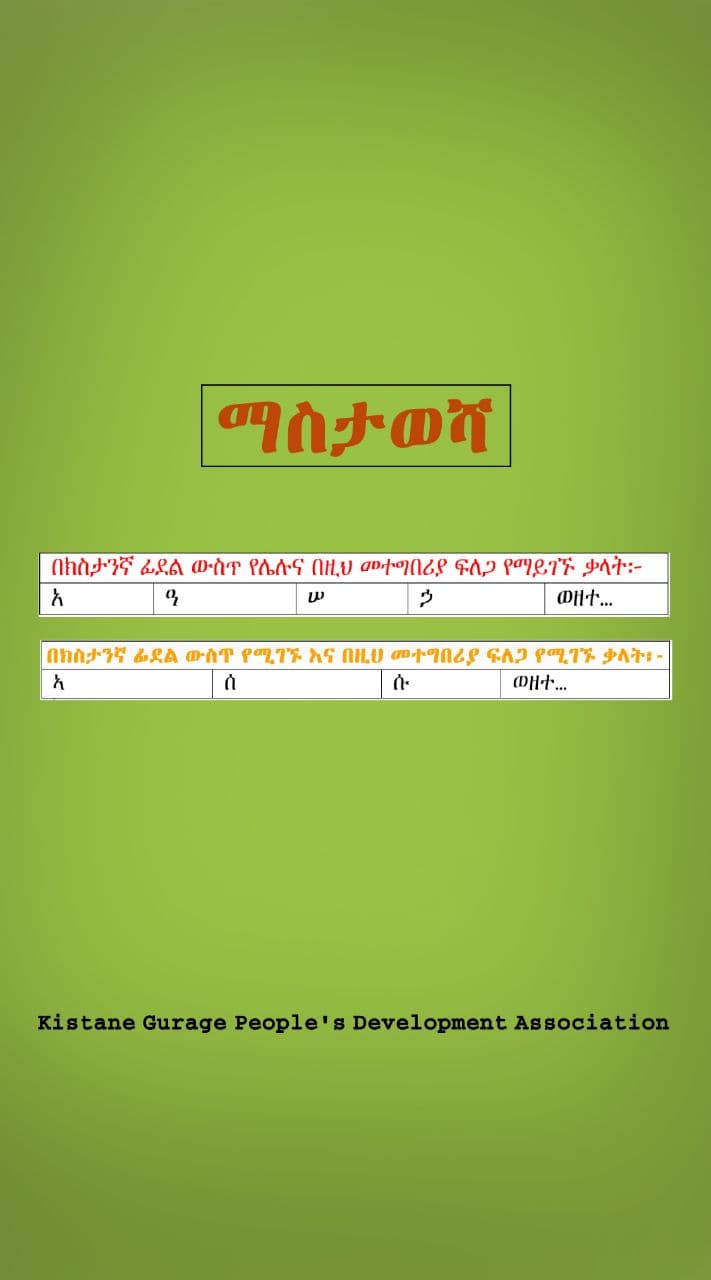 ማስታወሻ
በክስታንኛ ፊደል ውስጥ የሌሉና በዚህ መተግበሪያ ፍለጋ የማይገኙ ቃላት፡-
አ ዓ ሠ ኃ ወዘተ...
በክስታንኛ ፊደል ውስጥ የሚገኙ እና በዚህ መተግበሪያ ፍለጋ የሚገኙ ቃላት፡-
ኣ ሰ ሱ ወዘተ...
Kistane Gurage People's Development Association